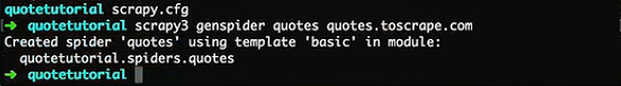 quotetutorial scrapy.cfg
→ quotetutorial scrapy3 genspider quotes quotes.toscrape.com
Created spider 'quotes' using template 'basic' in module:
quotetutorial.spiders.quotes
→ quotetutorial